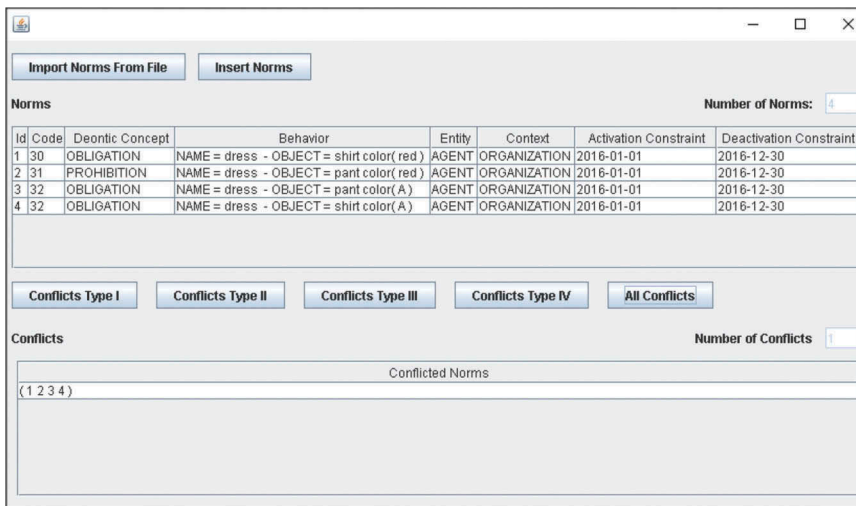 Import Norms From File Insert Norms
Norms Number of Norms: 4
Id Code Deontic Concept Behavior Entity Context Activation Constraint Deactivation Constraint
1 30 OBLIGATION NAME = dress - OBJECT = shirt color( red ) AGENT ORGANIZATION 2016-01-01 2016-12-30
2 31 PROHIBITION NAME = dress - OBJECT = pant color( red ) AGENT ORGANIZATION 2016-01-01 2016-12-30
3 32 OBLIGATION NAME = dress - OBJECT = pant color( A ) AGENT ORGANIZATION 2016-01-01 2016-12-30
4 32 OBLIGATION NAME = dress - OBJECT = shirt color( A ) AGENT ORGANIZATION 2016-01-01 2016-12-30
Conflicts Type I Conflicts Type II Conflicts Type III Conflicts Type IV All Conflicts
Conflicts Number of Conflicts 1
Conflicted Norms
( 1 2 3 4 )